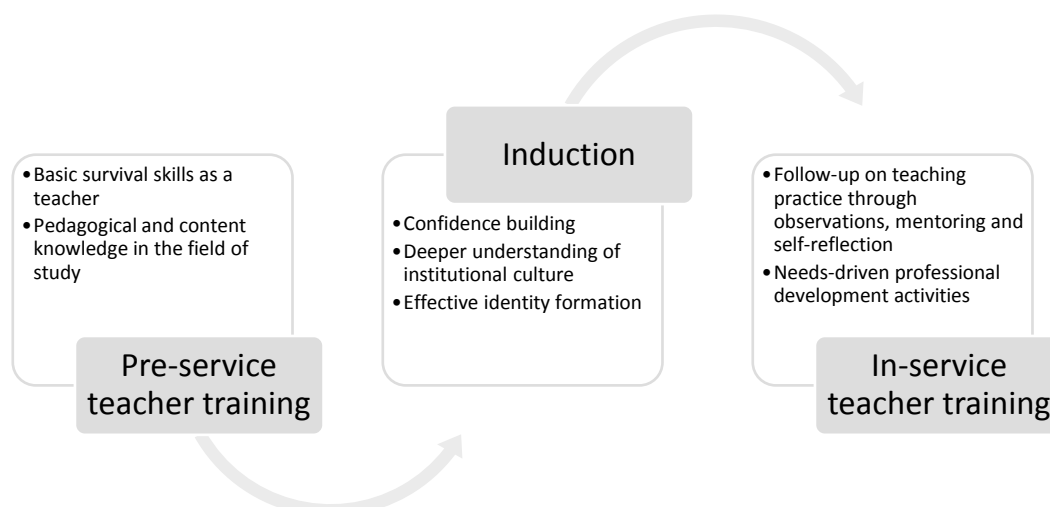 •Basic survival skills as a
teacher
•Pedagogical and content
knowledge in the field of
study
Pre-service
teacher training
Induction
•Confidence building
•Deeper understanding of
institutional culture
•Effective identity formation
•Follow-up on teaching
practice through
observations, mentoring and
self-reflection
•Needs-driven professional
development activities
In-service
teacher training